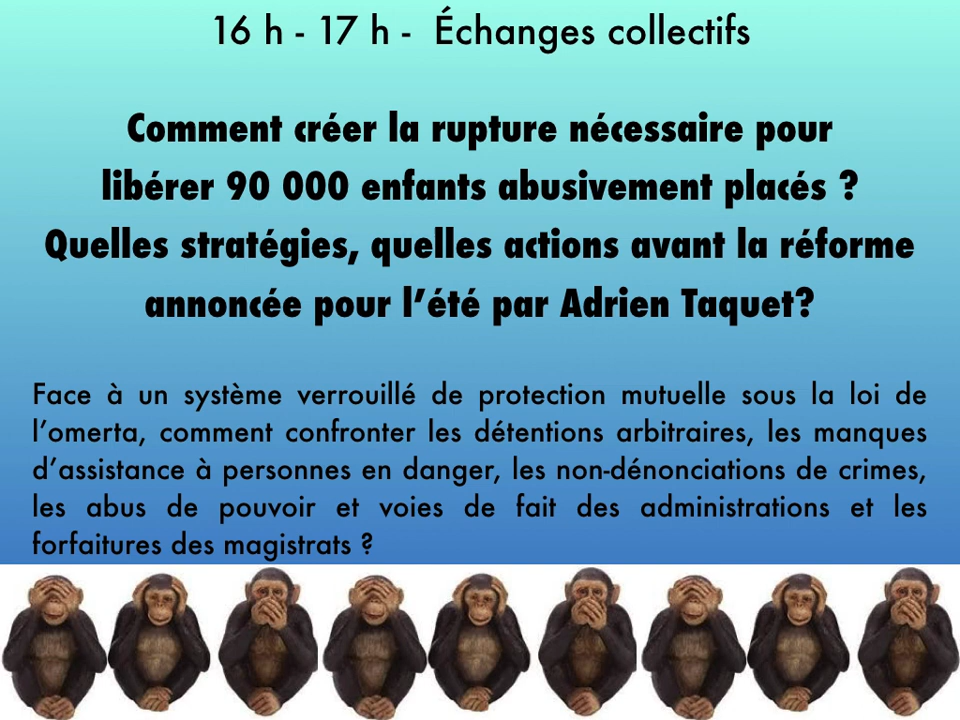 16 h - 17 h - Échanges collectifs
Comment créer la rupture nécessaire pour
libérer 90 000 enfants abusivement placés ?
Quelles stratégies, quelles actions avant la réforme
annoncée pour l’été par Adrien Taquet?
Face à un système verrouillé de protection mutuelle sous la loi de
l’omerta, comment confronter les détentions arbitraires, les manques
d’assistance à personnes en danger, les non-dénonciations de crimes,
les abus de pouvoir et voies de fait des administrations et les
forfaitures des magistrats ?